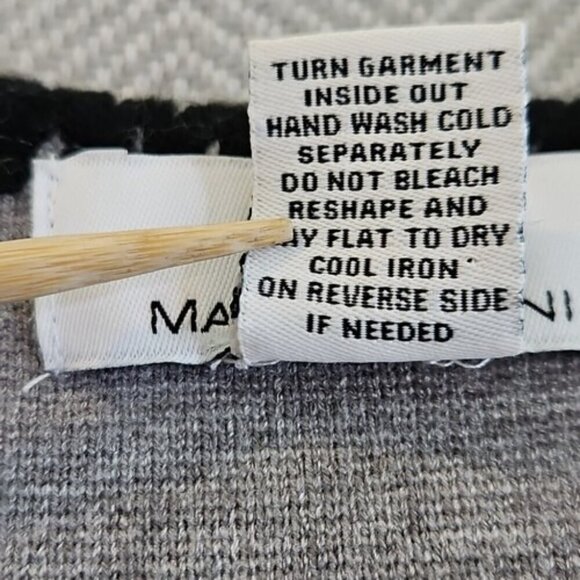 TURN GARMENT
INSIDE OUT
HAND WASH COLD
SEPARATELY
DO NOT BLEACH
RESHAPE AND
FLAT TO DRY
COOL IRON
ON REVERSE SIDE
IF NEEDED